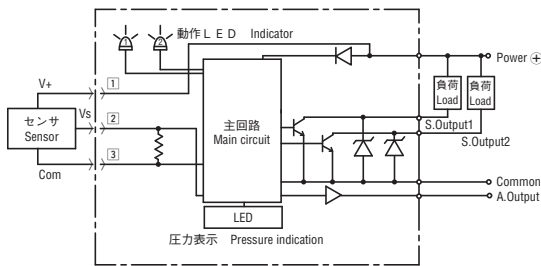 動作ＬＥＤ Indicator
1
2
Power ⊕
V+
1
負荷
Load
負荷
Load
センサ
Sensor
Vs
2
主回路
Main circuit
S.Output1
S.Output2
3
Com
Common
A.Output
LED
圧力表示 Pressure indication